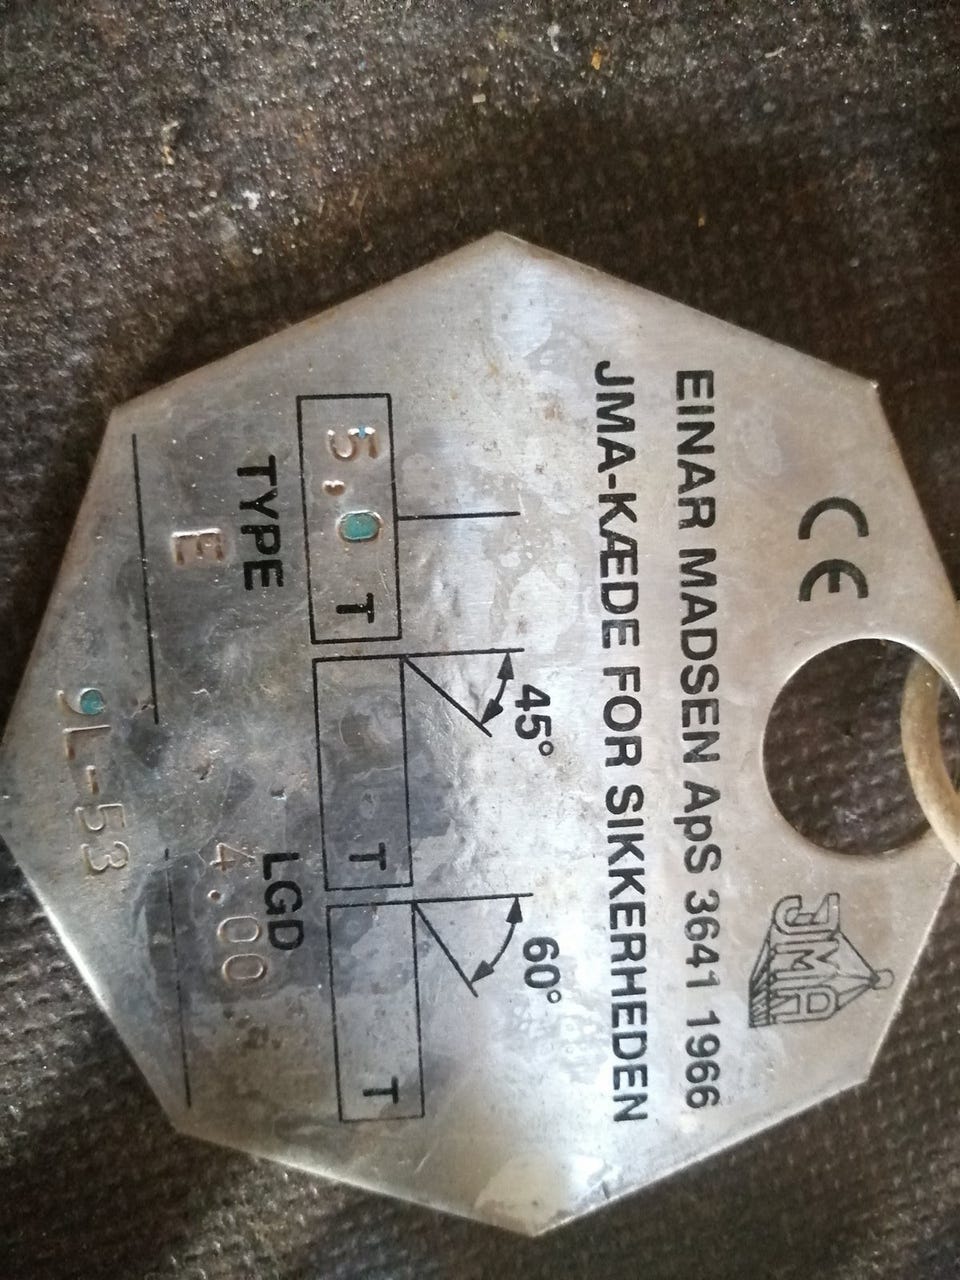 CE
JMA
EINAR MADSEN ApS 3641 1966
JMA-KÆDE FOR SIKKERHEDEN
45° 60°
5.0 T T T
TYPE LGD
E 4.00
9L-53